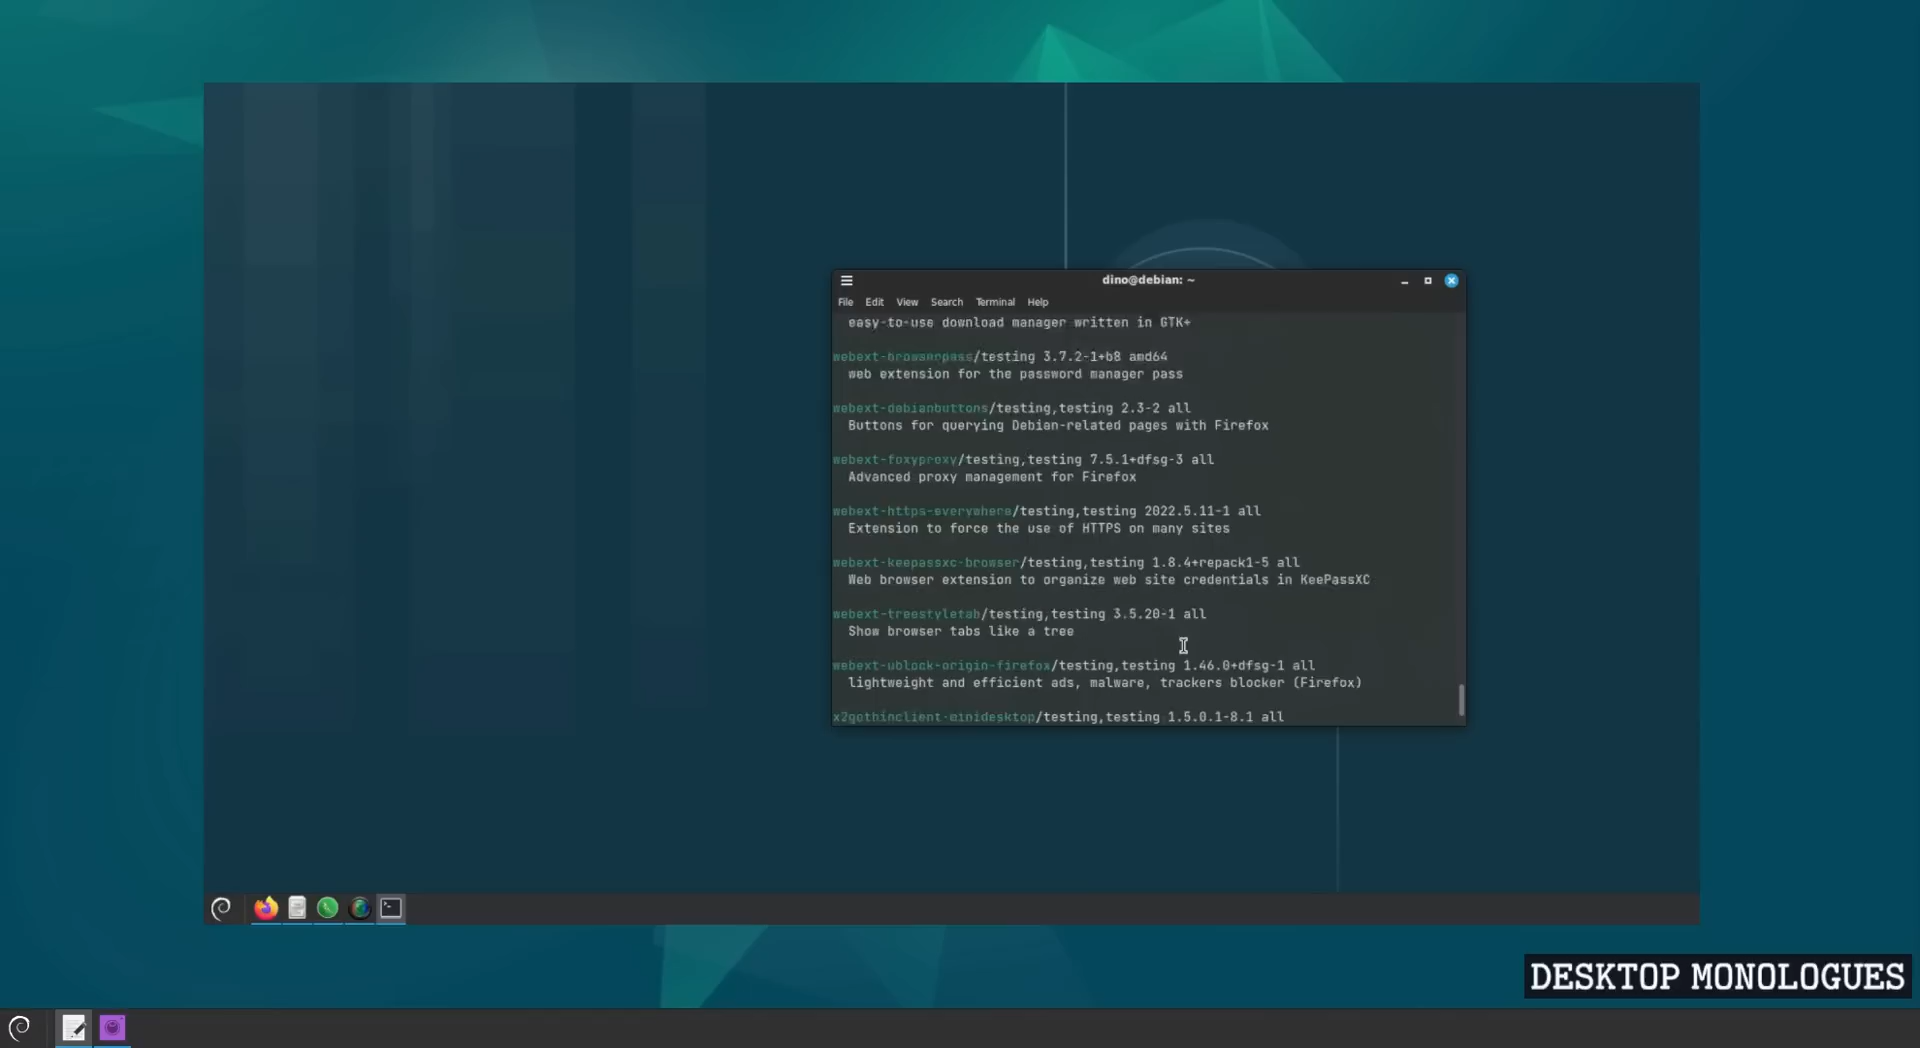 dino@debian: ~
File Edit View Search Terminal Help
easy-to-use download manager written in GTK+
webext-browserpass/testing 3.7.2-1+b8 amd64
web extension for the password manager pass
webext-debianbuttons/testing,testing 2.3-2 all
Buttons for querying Debian-related pages with Firefox
webext-foxyproxy/testing,testing 7.5.1+dfsg-3 all
Advanced proxy management for Firefox
webext-https-everywhere/testing,testing 2022.5.11-1 all
Extension to force the use of HTTPS on many sites
webext-keepassxc-browser/testing,testing 1.8.4+repack1-5 all
Web browser extension to organize web site credentials in KeePassXC
webext-treestyletab/testing,testing 3.5.20-1 all
Show browser tabs like a tree
webext-ublock-origin-firefox/testing,testing 1.46.0+dfsg-1 all
lightweight and efficient ads, malware, trackers blocker (Firefox)
x2gothinclient-minidesktop/testing,testing 1.5.0.1-8.1 all
DESKTOP MONOLOGUES